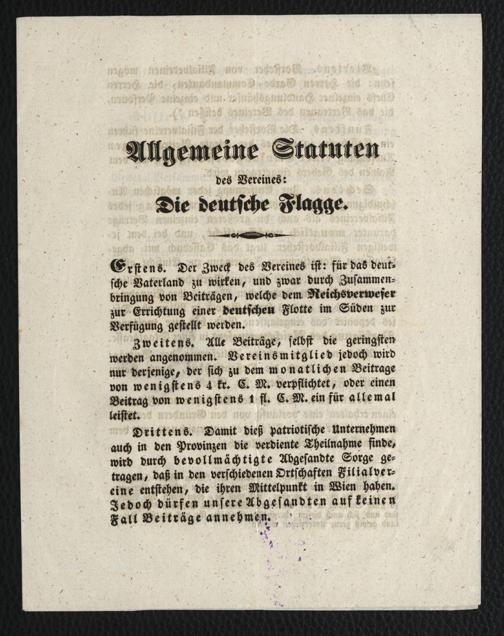 Allgemeine Statuten
des Vereines:
Die deutsche Flagge.
Erstens. Der Zweck des Vereines ist: für das deut-
sche Vaterland zu wirken, und zwar durch Zusammen-
bringung von Beiträgen, welche dem Reichsverweser
zur Errichtung einer deutschen Flotte im Süden zur
Verfügung gestellt werden.
Zweitens. Alle Beiträge, selbst die geringsten
werden angenommen. Vereinsmitglied jedoch wird
nur derjenige, der sich zu dem monatlichen Beitrage
von wenigstens 4 kr. C. M. verpflichtet, oder einen
Beitrag von wenigstens 1 fl. C. M. ein für allemal
leistet.
Drittens. Damit dieß patriotische Unternehmen
auch in den Provinzen die verdiente Theilnahme finde,
wird durch bevollmächtigte Abgesandte Sorge ge-
tragen, daß in den verschiedenen Ortschaften Filialver-
eine entstehen, die ihren Mittelpunkt in Wien haben.
Jedoch dürfen unsere Abgesandten auf keinen
Fall Beiträge annehmen.